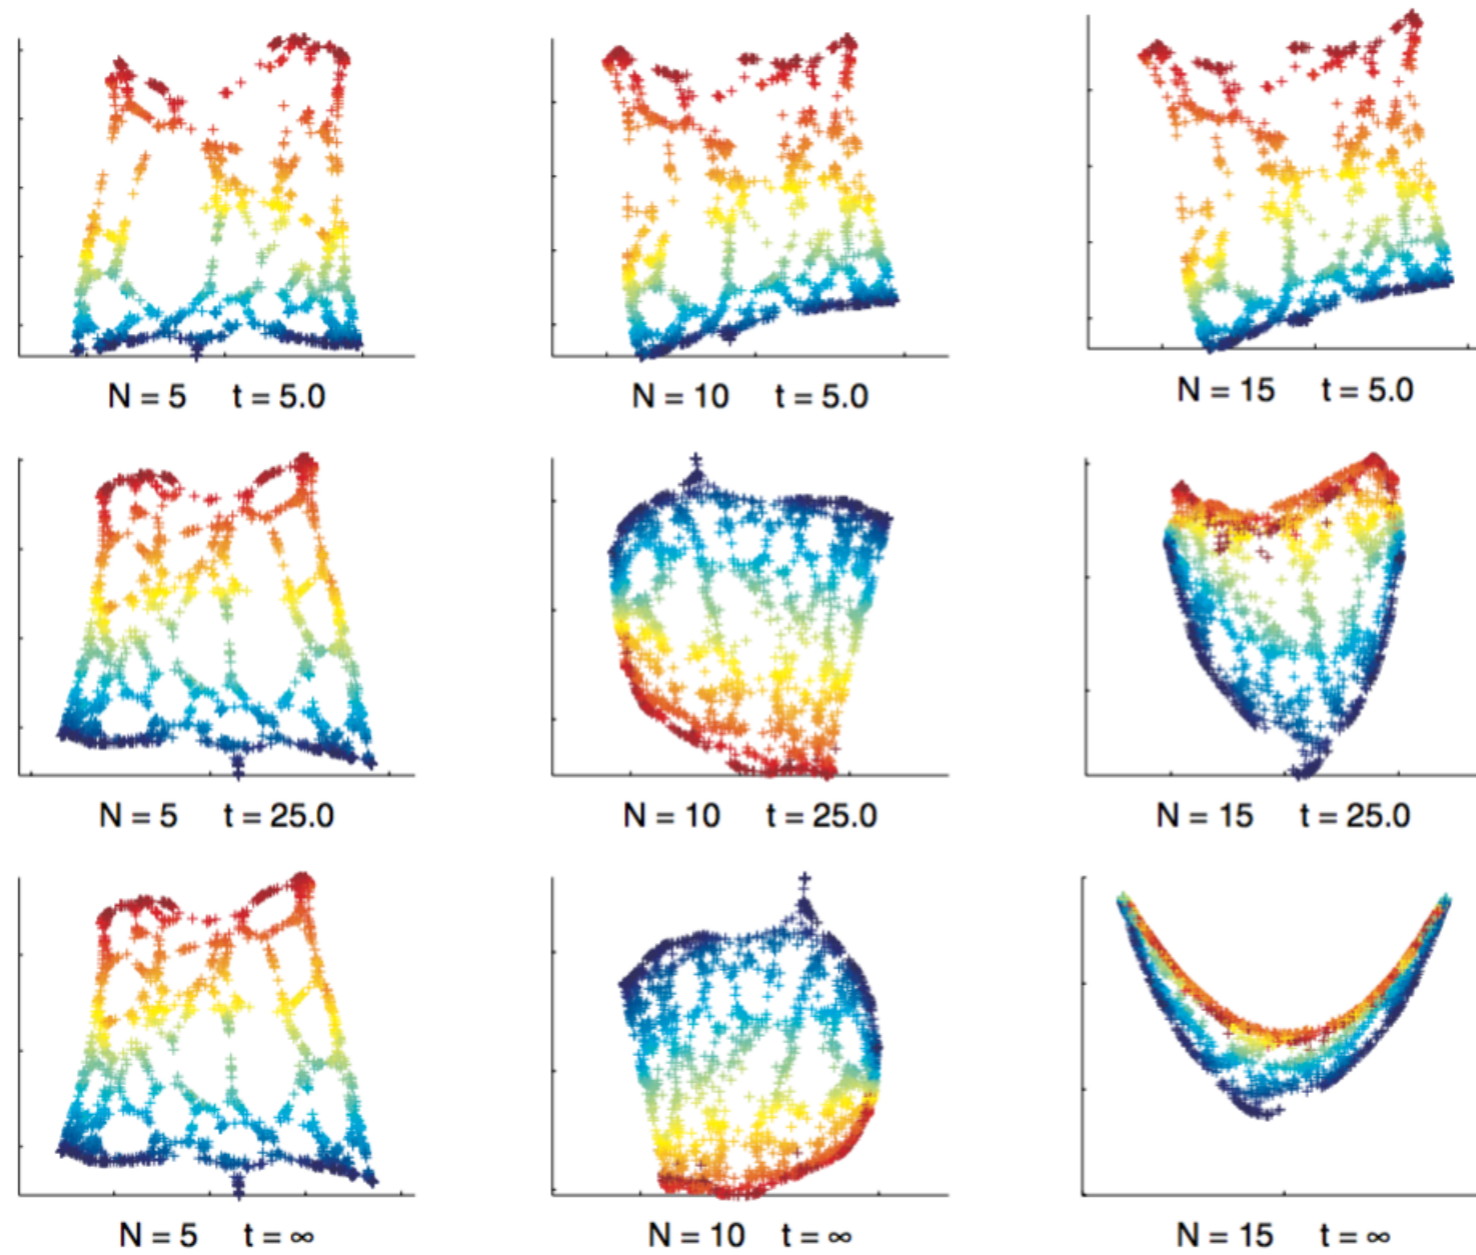 N = 5 t = 5.0
N = 10 t = 5.0
N = 15 t = 5.0
N = 5 t = 25.0
N = 10 t = 25.0
N = 15 t = 25.0
N = 5 t = ∞
N = 10 t = ∞
N = 15 t = ∞